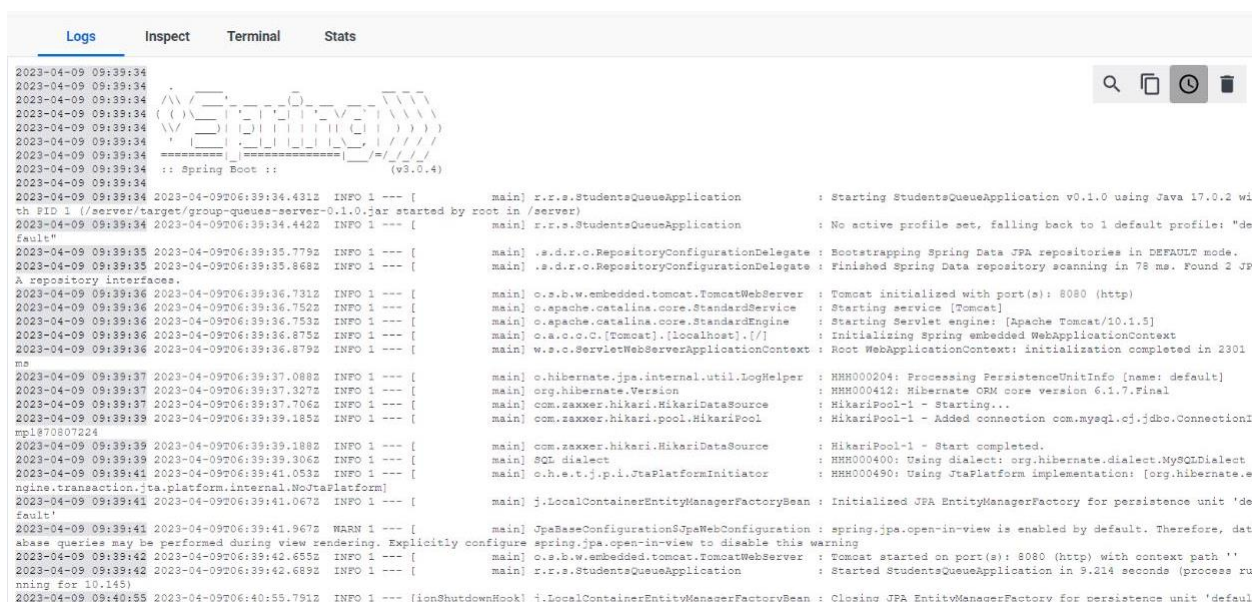 Logs Inspect Terminal Stats
2023-04-09 09:39:34
2023-04-09 09:39:34   .   ____          _            __ _ _
2023-04-09 09:39:34  /\\ / ___'_ __ _ _(_)_ __  __ _ \ \ \ \
2023-04-09 09:39:34 ( ( )\___ | '_ | '_| | '_ \/ _` | \ \ \ \
2023-04-09 09:39:34  \\/  ___)| |_)| | | | | || (_| |  ) ) ) )
2023-04-09 09:39:34   '  |____| .__|_| |_|_| |_\__, | / / / /
2023-04-09 09:39:34  =========|_|==============|___/=/_/_/_/
2023-04-09 09:39:34  :: Spring Boot ::                (v3.0.4)
2023-04-09 09:39:34
2023-04-09 09:39:34 2023-04-09T06:39:34.431Z  INFO 1 --- [           main] r.r.s.StudentsQueueApplication           : Starting StudentsQueueApplication v0.1.0 using Java 17.0.2 wi
th PID 1 (/server/target/group-queues-server-0.1.0.jar started by root in /server)
2023-04-09 09:39:34 2023-04-09T06:39:34.442Z  INFO 1 --- [           main] r.r.s.StudentsQueueApplication           : No active profile set, falling back to 1 default profile: "de
fault"
2023-04-09 09:39:35 2023-04-09T06:39:35.779Z  INFO 1 --- [           main] .s.d.r.c.RepositoryConfigurationDelegate : Bootstrapping Spring Data JPA repositories in DEFAULT mode.
2023-04-09 09:39:35 2023-04-09T06:39:35.868Z  INFO 1 --- [           main] .s.d.r.c.RepositoryConfigurationDelegate : Finished Spring Data repository scanning in 78 ms. Found 2 JP
A repository interfaces.
2023-04-09 09:39:36 2023-04-09T06:39:36.731Z  INFO 1 --- [           main] o.s.b.w.embedded.tomcat.TomcatWebServer  : Tomcat initialized with port(s): 8080 (http)
2023-04-09 09:39:36 2023-04-09T06:39:36.752Z  INFO 1 --- [           main] o.apache.catalina.core.StandardService   : Starting service [Tomcat]
2023-04-09 09:39:36 2023-04-09T06:39:36.753Z  INFO 1 --- [           main] o.apache.catalina.core.StandardEngine    : Starting Servlet engine: [Apache Tomcat/10.1.5]
2023-04-09 09:39:36 2023-04-09T06:39:36.875Z  INFO 1 --- [           main] o.a.c.c.C.[Tomcat].[localhost].[/]       : Initializing Spring embedded WebApplicationContext
2023-04-09 09:39:36 2023-04-09T06:39:36.879Z  INFO 1 --- [           main] w.s.c.ServletWebServerApplicationContext : Root WebApplicationContext: initialization completed in 2301
ms
2023-04-09 09:39:37 2023-04-09T06:39:37.088Z  INFO 1 --- [           main] o.hibernate.jpa.internal.util.LogHelper  : HHH000204: Processing PersistenceUnitInfo [name: default]
2023-04-09 09:39:37 2023-04-09T06:39:37.327Z  INFO 1 --- [           main] org.hibernate.Version                    : HHH000412: Hibernate ORM core version 6.1.7.Final
2023-04-09 09:39:37 2023-04-09T06:39:37.706Z  INFO 1 --- [           main] com.zaxxer.hikari.HikariDataSource       : HikariPool-1 - Starting...
2023-04-09 09:39:39 2023-04-09T06:39:39.185Z  INFO 1 --- [           main] com.zaxxer.hikari.pool.HikariPool        : HikariPool-1 - Added connection com.mysql.cj.jdbc.ConnectionI
mpl@70807224
2023-04-09 09:39:39 2023-04-09T06:39:39.188Z  INFO 1 --- [           main] com.zaxxer.hikari.HikariDataSource       : HikariPool-1 - Start completed.
2023-04-09 09:39:39 2023-04-09T06:39:39.306Z  INFO 1 --- [           main] SQL dialect                              : HHH000400: Using dialect: org.hibernate.dialect.MySQLDialect
2023-04-09 09:39:41 2023-04-09T06:39:41.053Z  INFO 1 --- [           main] o.h.e.t.j.p.i.JtaPlatformInitiator       : HHH000490: Using JtaPlatform implementation: [org.hibernate.e
ngine.transaction.jta.platform.internal.NoJtaPlatform]
2023-04-09 09:39:41 2023-04-09T06:39:41.067Z  INFO 1 --- [           main] j.LocalContainerEntityManagerFactoryBean : Initialized JPA EntityManagerFactory for persistence unit 'de
fault'
2023-04-09 09:39:41 2023-04-09T06:39:41.967Z  WARN 1 --- [           main] JpaBaseConfiguration$JpaWebConfiguration : spring.jpa.open-in-view is enabled by default. Therefore, dat
abase queries may be performed during view rendering. Explicitly configure spring.jpa.open-in-view to disable this warning
2023-04-09 09:39:42 2023-04-09T06:39:42.655Z  INFO 1 --- [           main] o.s.b.w.embedded.tomcat.TomcatWebServer  : Tomcat started on port(s): 8080 (http) with context path ''
2023-04-09 09:39:42 2023-04-09T06:39:42.689Z  INFO 1 --- [           main] r.r.s.StudentsQueueApplication           : Started StudentsQueueApplication in 9.214 seconds (process ru
nning for 10.145)
2023-04-09 09:40:55 2023-04-09T06:40:55.791Z  INFO 1 --- [ionShutdownHook] j.LocalContainerEntityManagerFactoryBean : Closing JPA EntityManagerFactory for persistence unit 'defaul